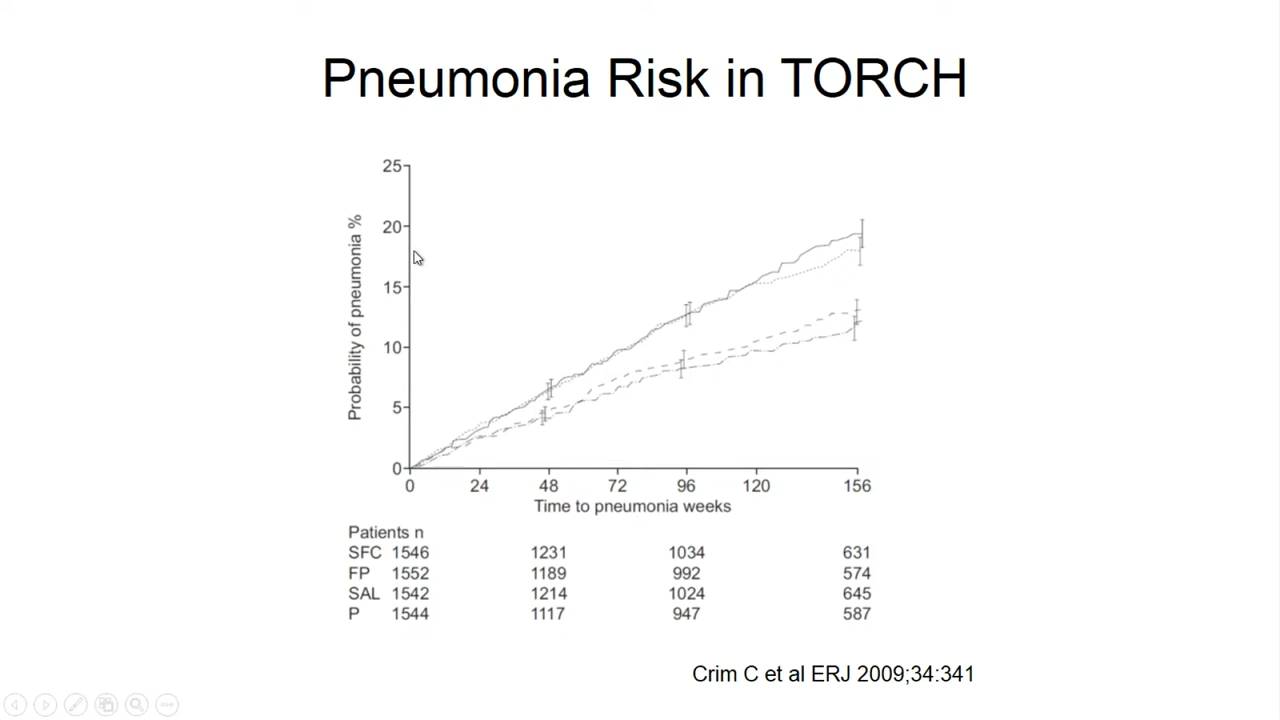 Pneumonia Risk in TORCH
25
20
15
10
5
0
Probability of pneumonia %
0 24 48 72 96 120 156
Time to pneumonia weeks
Patients n
SFC 1546 1231 1034 631
FP 1552 1189 992 574
SAL 1542 1214 1024 645
P 1544 1117 947 587
Crim C et al ERJ 2009;34:341